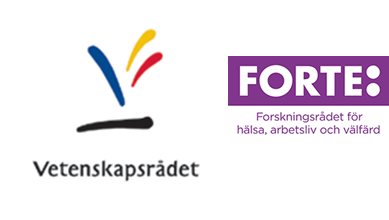 Vetenskapsrådet
FORTE:
Forskningsrådet för
hälsa, arbetsliv och välfärd